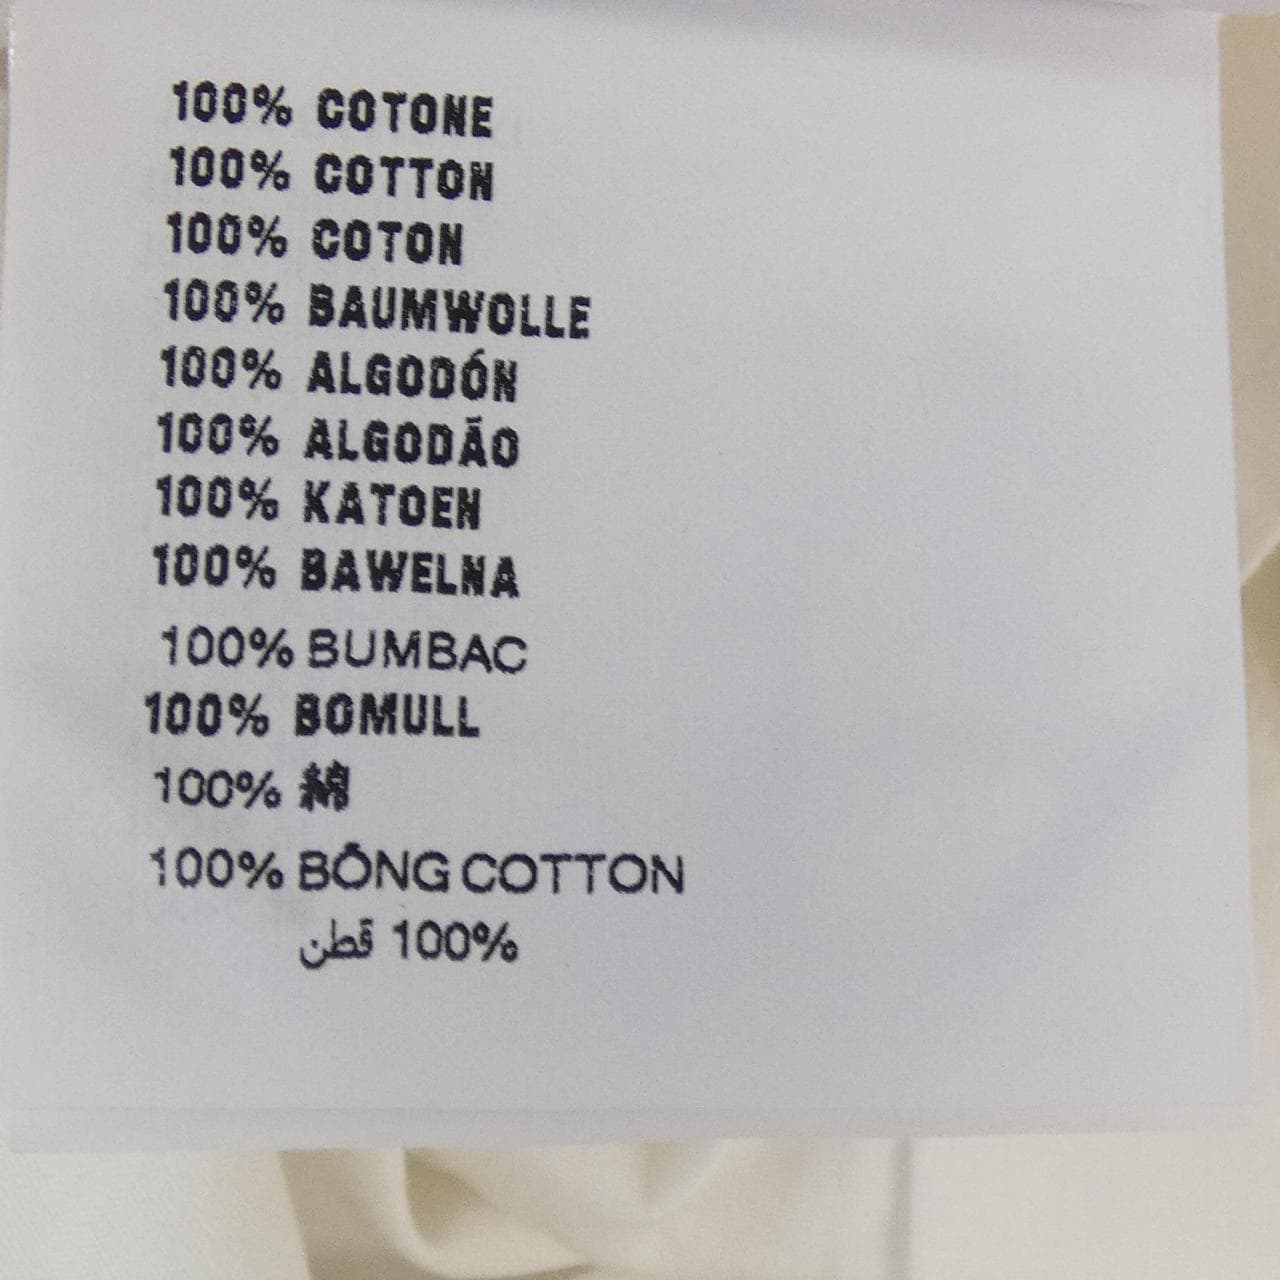 100% COTONE
100% COTTON
100% COTON
100% BAUMWOLLE
100% ALGODÓN
100% ALGODÃO
100% KATOEN
100% BAWELNA
100% BUMBAC
100% BOMULL
100% 綿
100% BÔNG COTTON
100% قطن